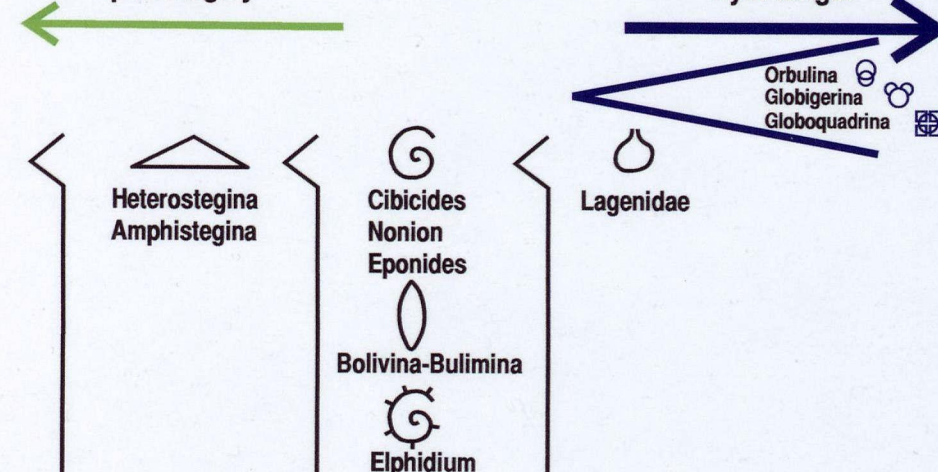 Orbulina
Globigerina
Globoquadrina
Heterostegina
Amphistegina
Cibicides
Nonion
Eponides
Bolivina-Bulimina
Elphidium
Lagenidae